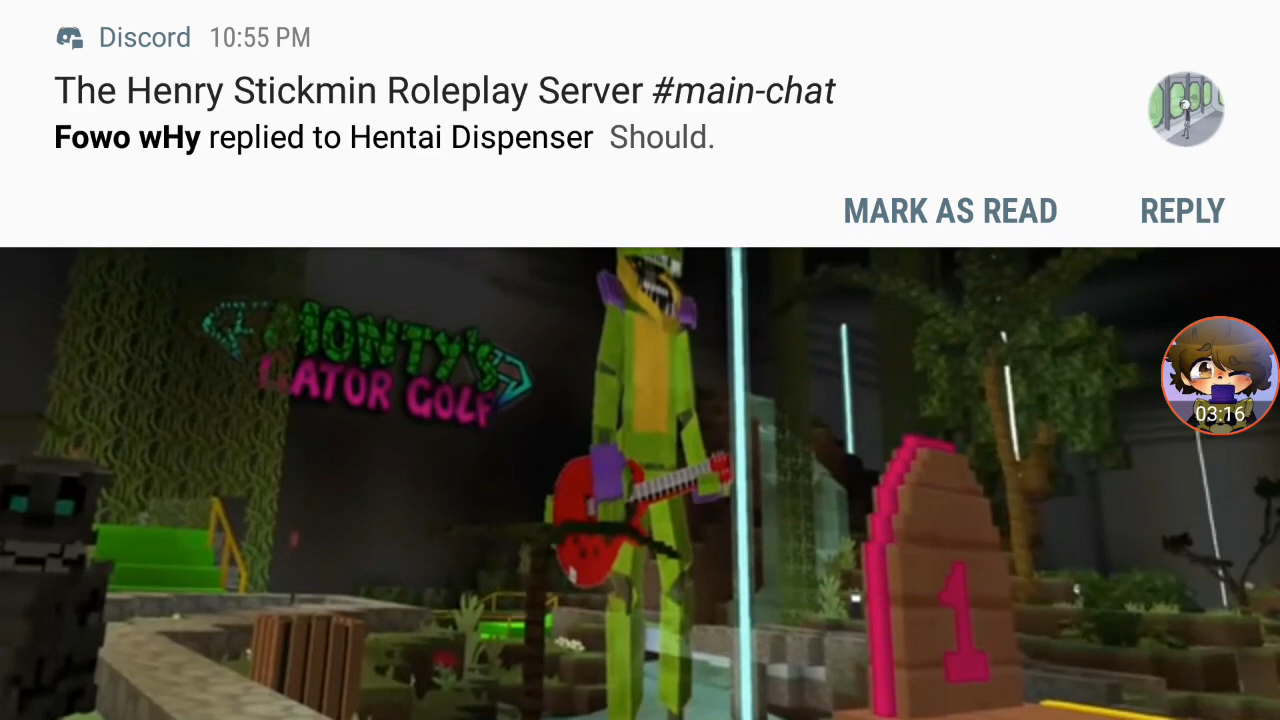 Discord 10:55 PM
The Henry Stickmin Roleplay Server #main-chat
Fowo wHy replied to Hentai Dispenser Should.
MARK AS READ REPLY
MONTY'S
GATOR GOLF
03:16
1